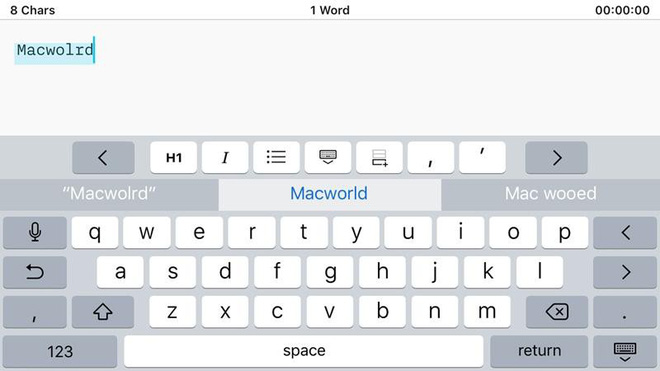 8 Chars 1 Word 00:00:00
Macwolrd
H1 I , ’
“Macwolrd” Macworld Mac wooed
q w e r t y u i o p
a s d f g h j k l
, z x c v b n m .
123 space return